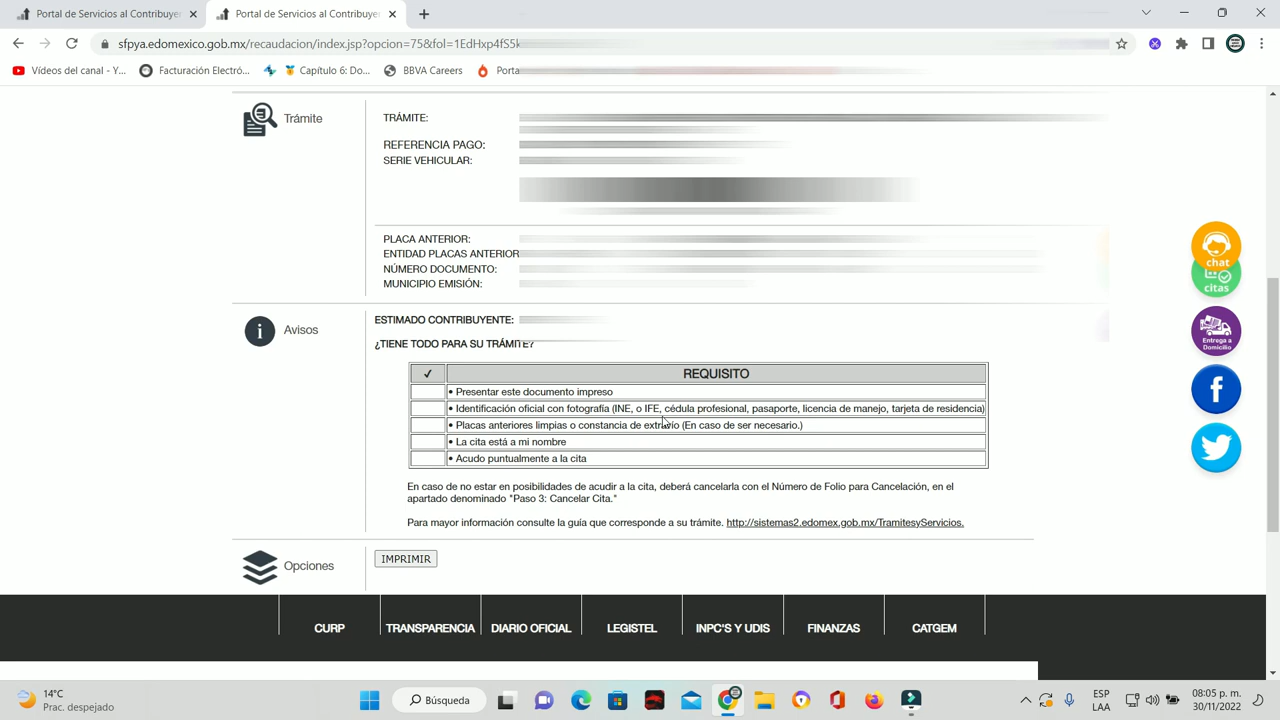 Portal de Servicios al Contribuyen
Portal de Servicios al Contribuyen
sfpya.edomexico.gob.mx/recaudacion/index.jsp?opcion=75&fol=1EdHxp4fS5k
Vídeos del canal - Y...
Facturación Electró...
Capítulo 6: Do...
BBVA Careers
Porta
Trámite
TRÁMITE:
REFERENCIA PAGO:
SERIE VEHICULAR:
PLACA ANTERIOR:
ENTIDAD PLACAS ANTERIOR
NÚMERO DOCUMENTO:
MUNICIPIO EMISIÓN:
chat
citas
Entrega a
Domicilio
Avisos
ESTIMADO CONTRIBUYENTE:
¿TIENE TODO PARA SU TRÁMITE?
✓ REQUISITO
• Presentar este documento impreso
• Identificación oficial con fotografía (INE, o IFE, cédula profesional, pasaporte, licencia de manejo, tarjeta de residencia)
• Placas anteriores limpias o constancia de extravío (En caso de ser necesario.)
• La cita está a mi nombre
• Acudo puntualmente a la cita
En caso de no estar en posibilidades de acudir a la cita, deberá cancelarla con el Número de Folio para Cancelación, en el
apartado denominado "Paso 3: Cancelar Cita."
Para mayor información consulte la guía que corresponde a su trámite. http://sistemas2.edomex.gob.mx/TramitesyServicios.
Opciones
IMPRIMIR
CURP TRANSPARENCIA DIARIO OFICIAL LEGISTEL INPC'S Y UDIS FINANZAS CATGEM
14°C
Prac. despejado
Búsqueda
ESP
LAA
08:05 p. m.
30/11/2022